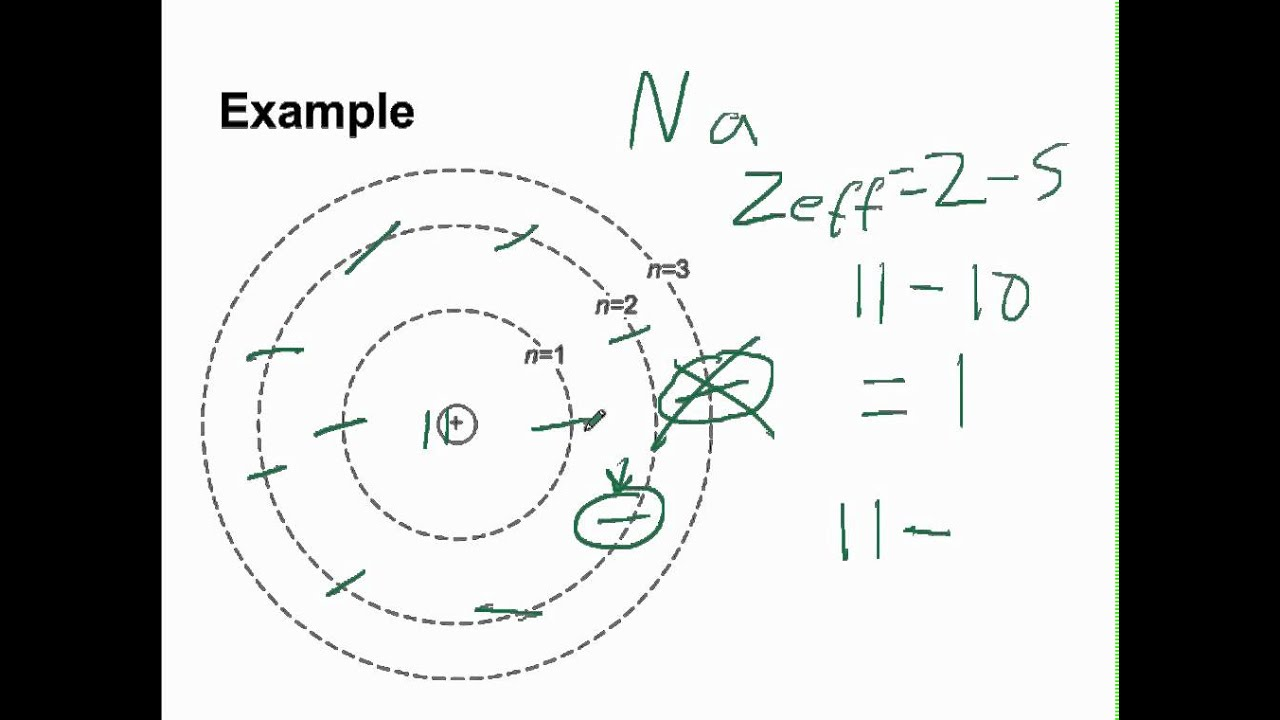 Example
Na
Zeff=Z-S
n=3
11-10
n=2
n=1
=1
11+
11-